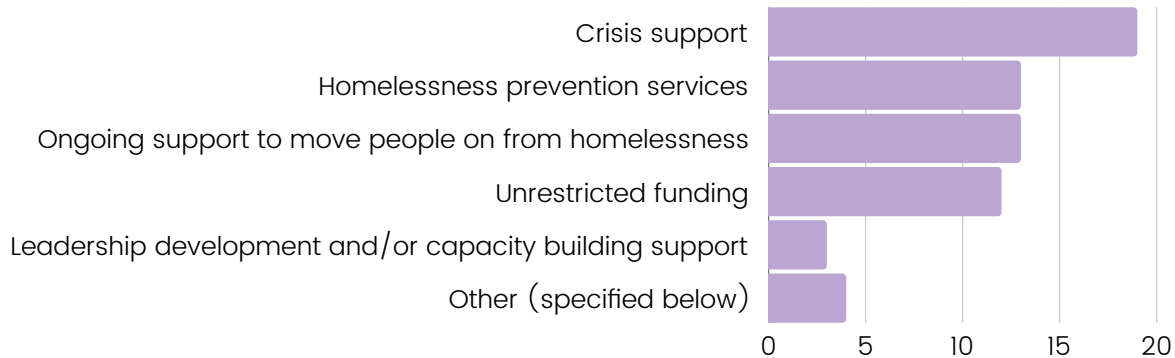 Crisis support
Homelessness prevention services
Ongoing support to move people on from homelessness
Unrestricted funding
Leadership development and/or capacity building support
Other (specified below)
0 5 10 15 20